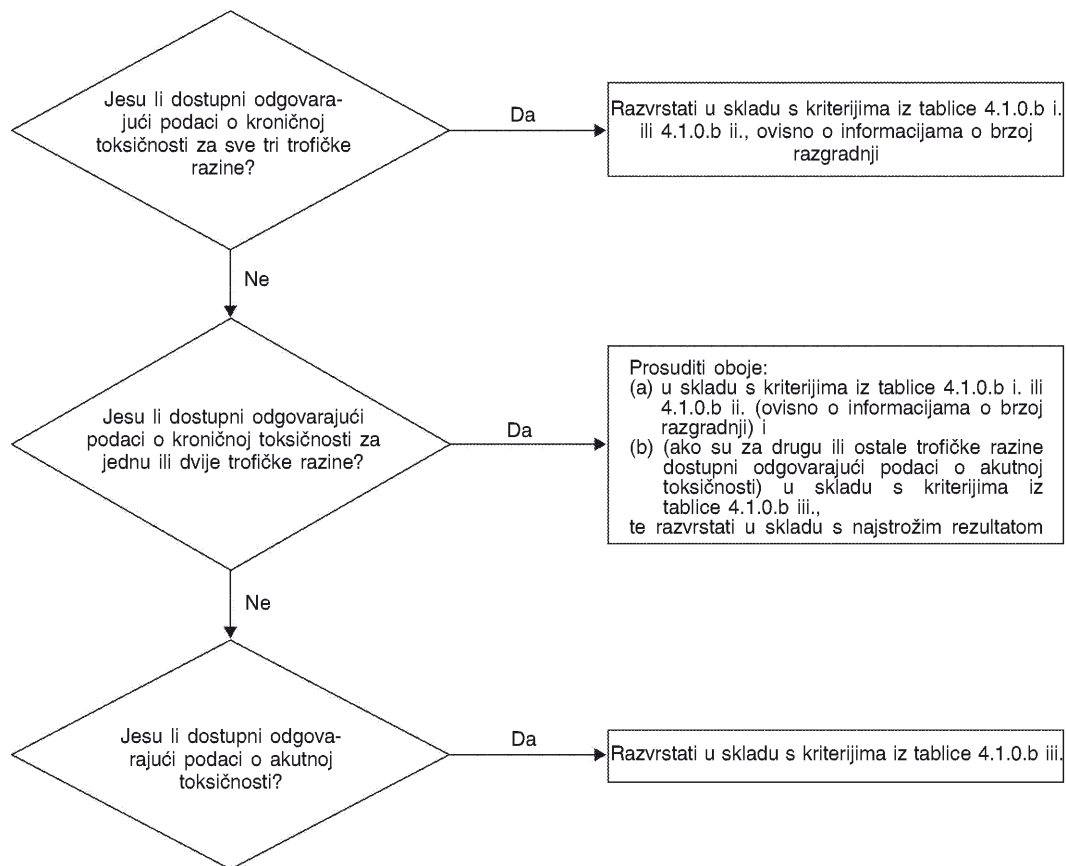 Jesu li dostupni odgovara-
jući podaci o kroničnoj
toksičnosti za sve tri trofičke
razine?
Da
Razvrstati u skladu s kriterijima iz tablice 4.1.0.b i.
ili 4.1.0.b ii., ovisno o informacijama o brzoj
razgradnji
Ne
Jesu li dostupni odgovarajući
podaci o kroničnoj toksičnosti za
jednu ili dvije trofičke razine?
Da
Prosuditi oboje:
(a) u skladu s kriterijima iz tablice 4.1.0.b i. ili
4.1.0.b ii. (ovisno o informacijama o brzoj
razgradnji) i
(b) (ako su za drugu ili ostale trofičke razine
dostupni odgovarajući podaci o akutnoj
toksičnosti) u skladu s kriterijima iz
tablice 4.1.0.b iii.,
te razvrstati u skladu s najstrožim rezultatom
Ne
Jesu li dostupni odgova-
rajući podaci o akutnoj
toksičnosti?
Da
Razvrstati u skladu s kriterijima iz tablice 4.1.0.b iii.